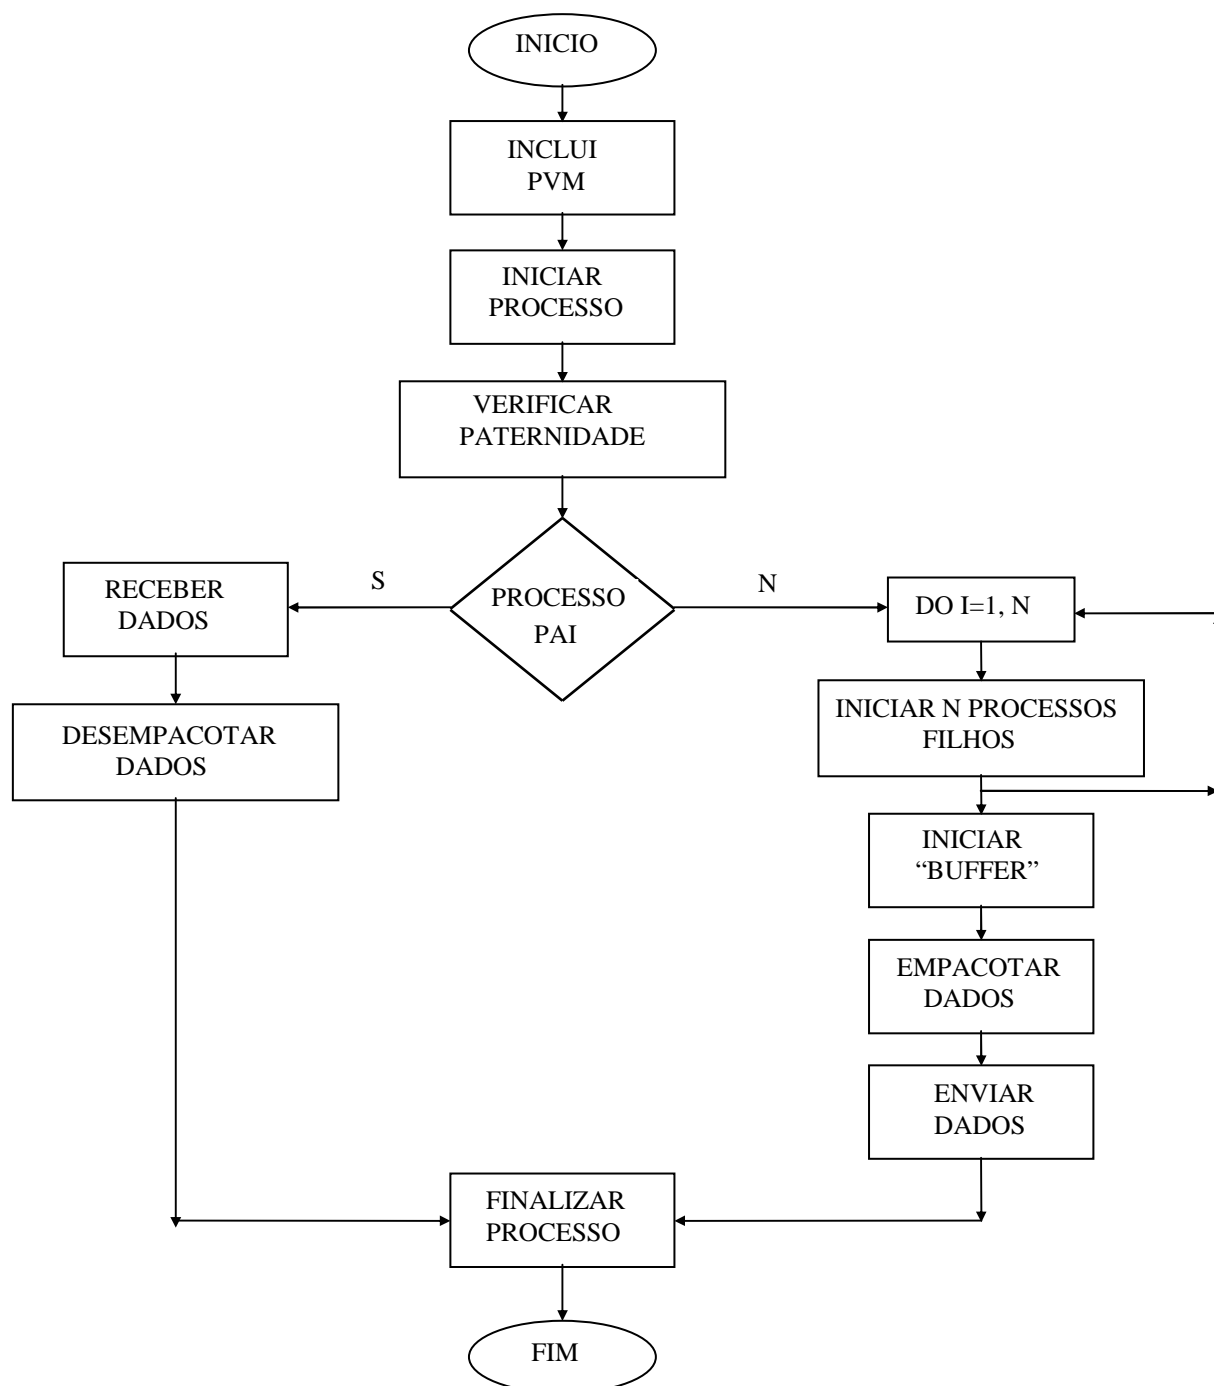 INICIO
INCLUI
PVM
INICIAR
PROCESSO
VERIFICAR
PATERNIDADE
PROCESSO
PAI
S
N
RECEBER
DADOS
DESEMPACOTAR
DADOS
DO I=1, N
INICIAR N PROCESSOS
FILHOS
INICIAR
“BUFFER”
EMPACOTAR
DADOS
ENVIAR
DADOS
FINALIZAR
PROCESSO
FIM